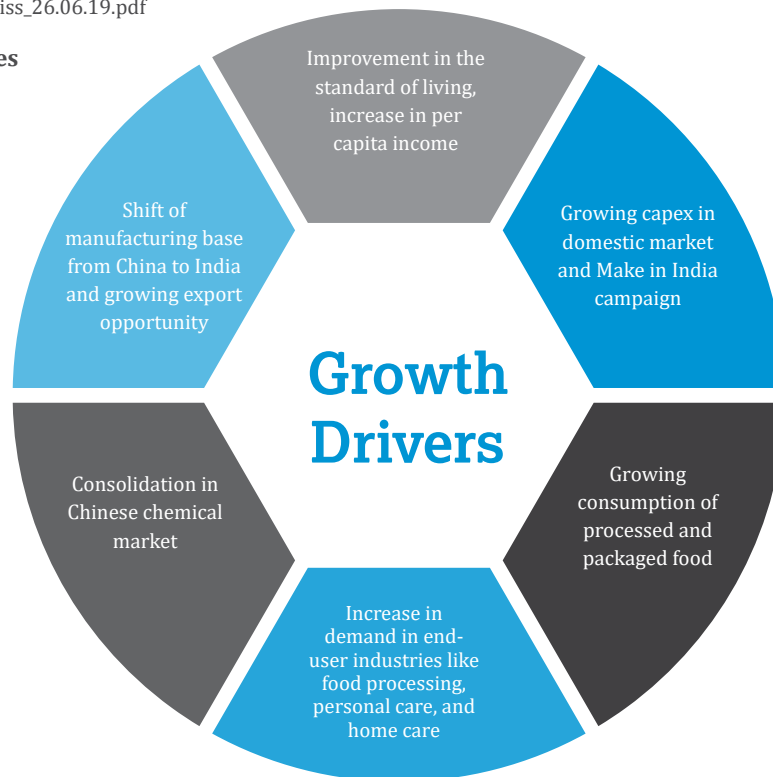 iss_26.06.19.pdf
es
Improvement in the
standard of living,
increase in per
capita income
Growing capex in
domestic market
and Make in India
campaign
Growing
consumption of
processed and
packaged food
Increase in
demand in end-
user industries like
food processing,
personal care, and
home care
Consolidation in
Chinese chemical
market
Shift of
manufacturing base
from China to India
and growing export
opportunity
Growth
Drivers